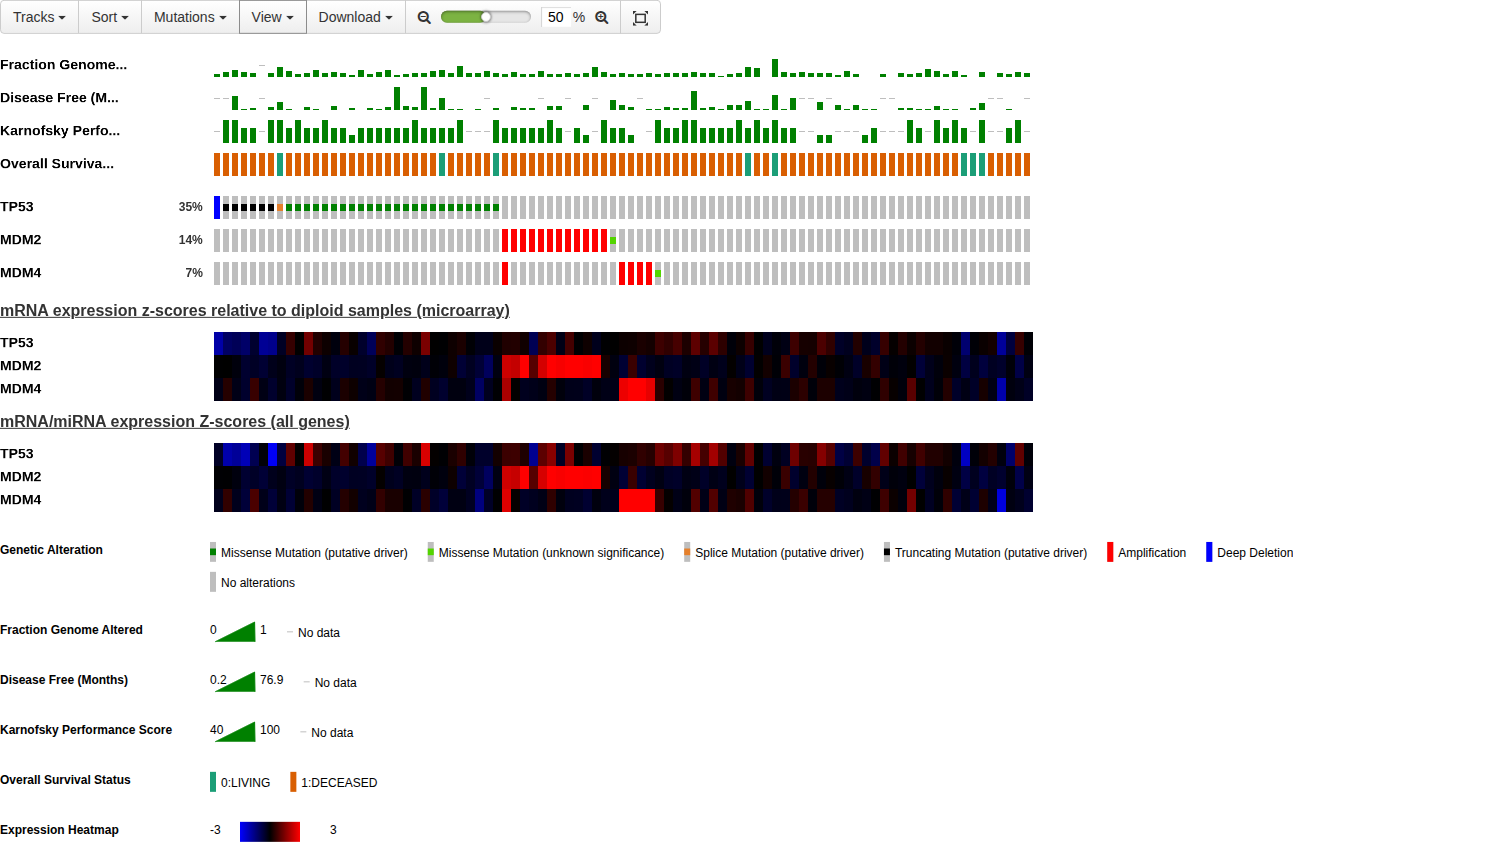 Tracks Sort Mutations View Download 50 %
Fraction Genome...
Disease Free (M...
Karnofsky Perfo...
Overall Surviva...
TP53 35%
MDM2 14%
MDM4 7%
mRNA expression z-scores relative to diploid samples (microarray)
TP53
MDM2
MDM4
mRNA/miRNA expression Z-scores (all genes)
TP53
MDM2
MDM4
Genetic Alteration Missense Mutation (putative driver) Missense Mutation (unknown significance) Splice Mutation (putative driver) Truncating Mutation (putative driver) Amplification Deep Deletion
No alterations
Fraction Genome Altered 0 1 No data
Disease Free (Months) 0.2 76.9 No data
Karnofsky Performance Score 40 100 No data
Overall Survival Status 0:LIVING 1:DECEASED
Expression Heatmap -3 3